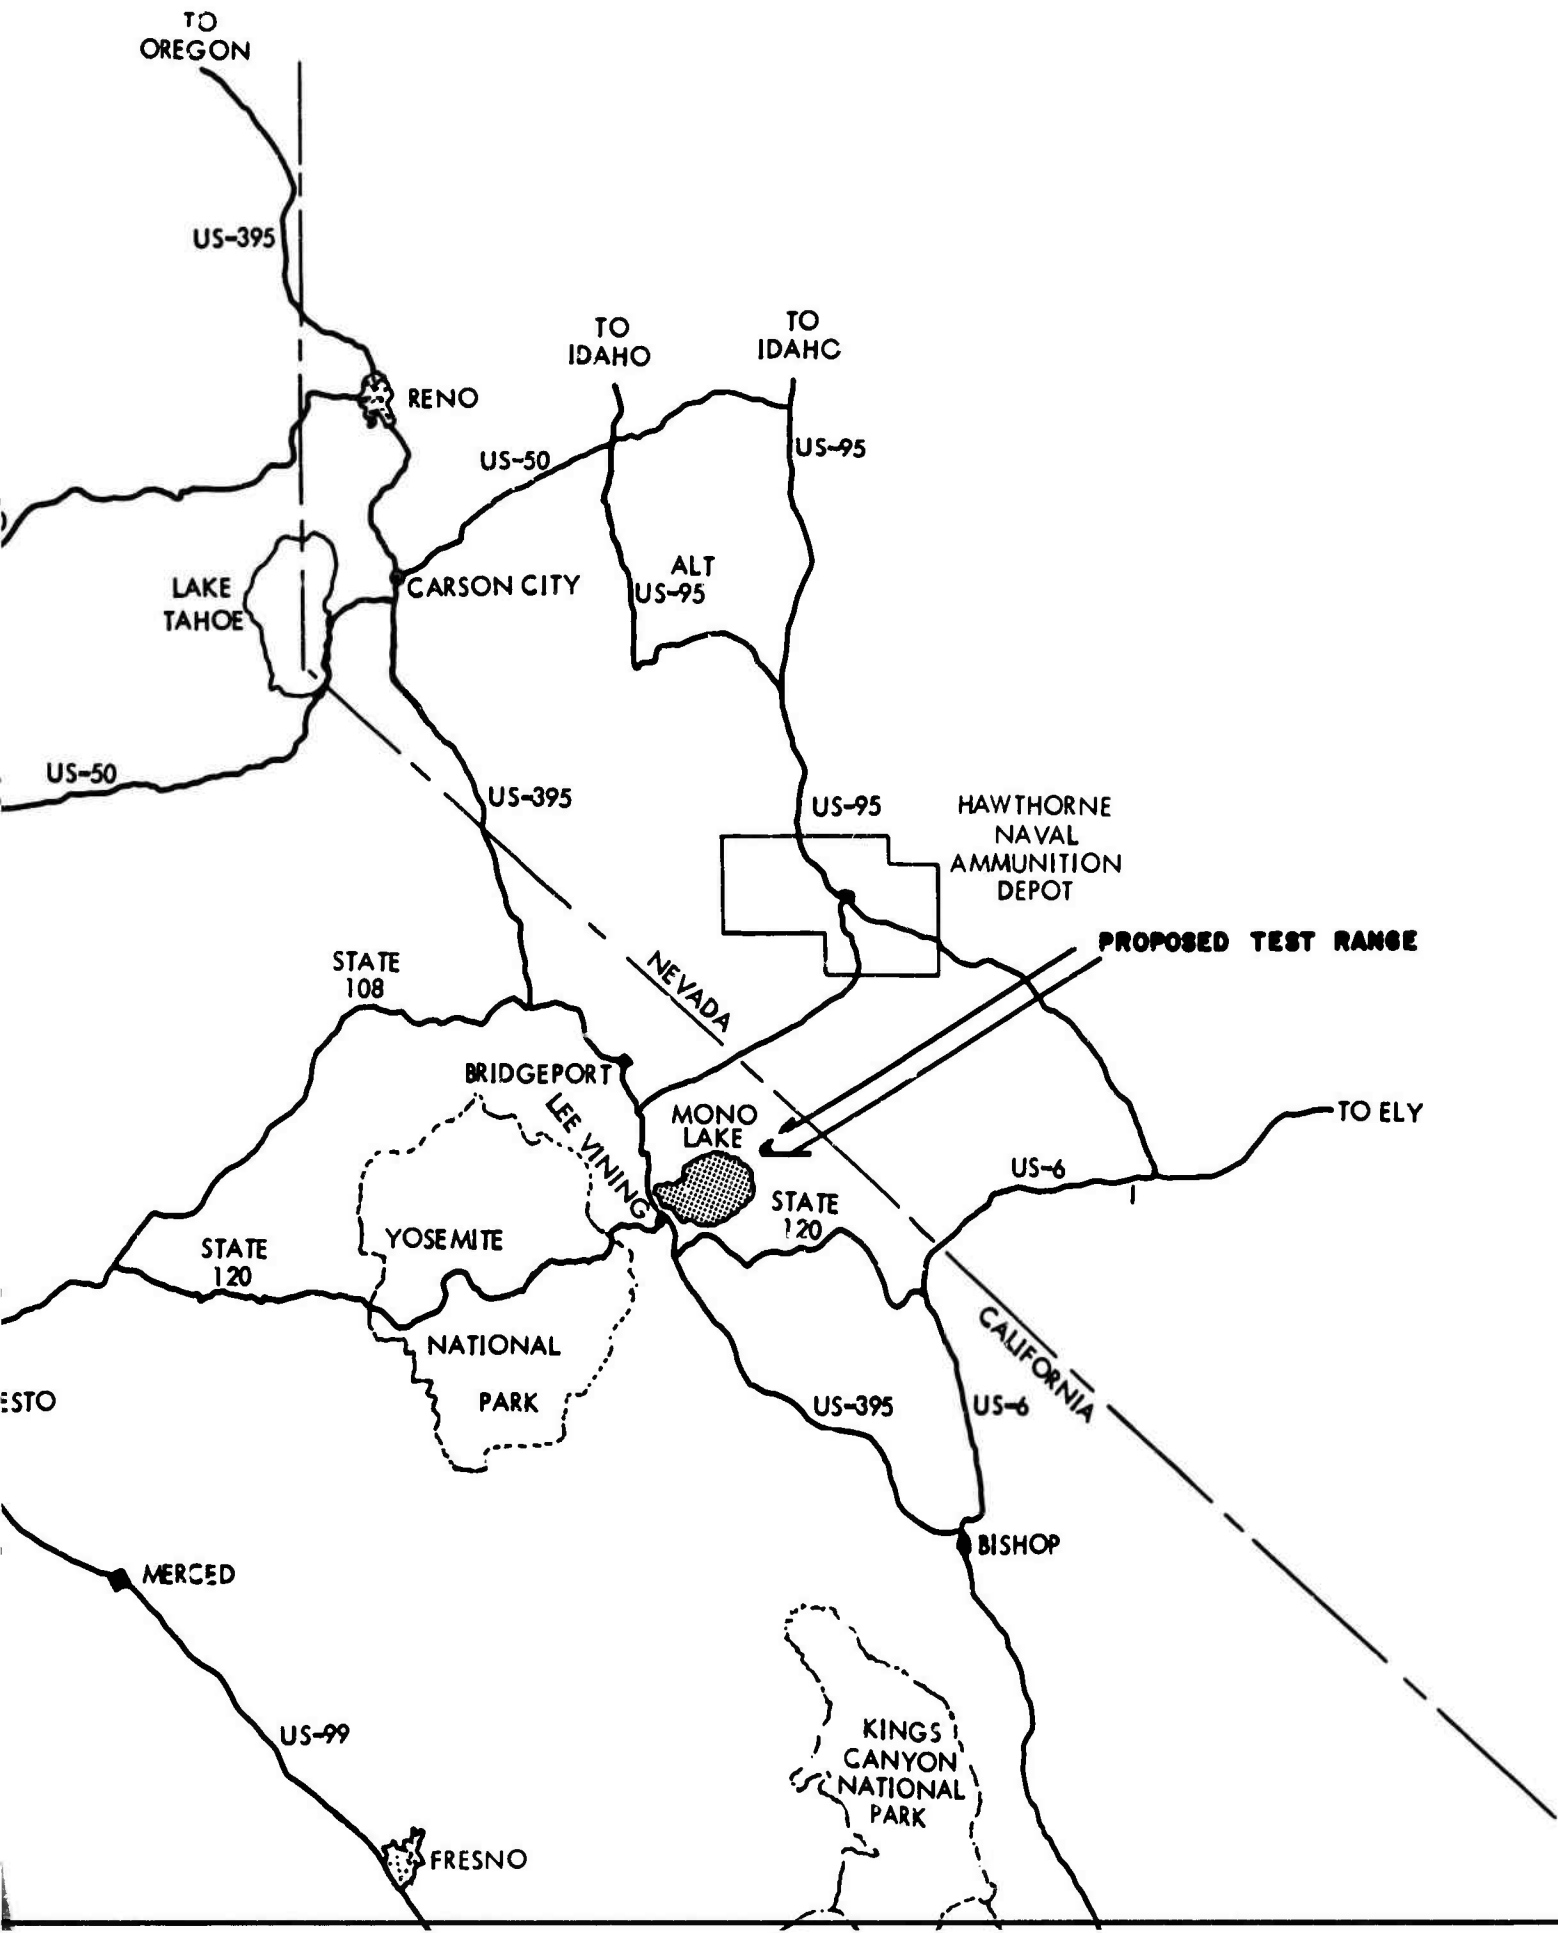 TO
OREGON
US-395
TO
IDAHO
TO
IDAHC
RENO
US-50
US-95
ALT
US-95
LAKE
TAHOE
CARSON CITY
US-50
US-395
US-95
HAWTHORNE
NAVAL
AMMUNITION
DEPOT
PROPOSED TEST RANGE
STATE
108
NEVADA
BRIDGEPORT
LEE VINING
MONO
LAKE
TO ELY
US-6
STATE
120
YOSEMITE
STATE
120
NATIONAL
PARK
CALIFORNIA
ESTO
US-395
US-6
BISHOP
MERCED
US-99
KINGS
CANYON
NATIONAL
PARK
FRESNO